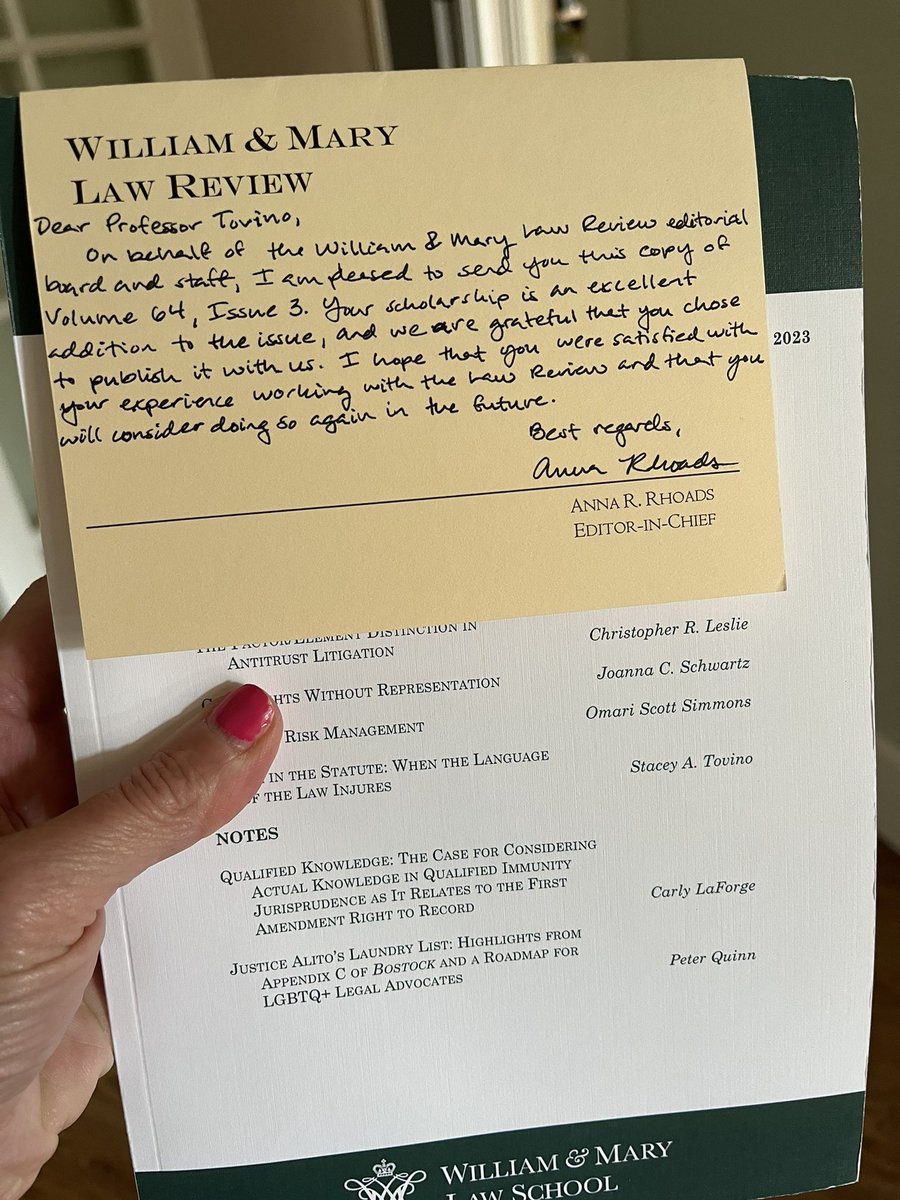 WILLIAM & MARY
LAW REVIEW
Dear Professor Tovino,
On behalf of the William & Mary Law Review editorial
board and staff, I am pleased to send you this copy of
Volume 64, Issue 3. Your scholarship is an excellent
addition to the issue, and we are grateful that you chose
to publish it with us. I hope that you were satisfied with
your experience working with the Law Review and that you
will consider doing so again in the future.
Best regards,
Anna Rhoads
ANNA R. RHOADS
EDITOR-IN-CHIEF
2023
THE FACTOR/ELEMENT DISTINCTION IN
ANTITRUST LITIGATION
Christopher R. Leslie
WITHOUT REPRESENTATION
Joanna C. Schwartz
RISK MANAGEMENT
Omari Scott Simmons
IN THE STATUTE: WHEN THE LANGUAGE
OF THE LAW INJURES
Stacey A. Tovino
NOTES
QUALIFIED KNOWLEDGE: THE CASE FOR CONSIDERING
ACTUAL KNOWLEDGE IN QUALIFIED IMMUNITY
JURISPRUDENCE AS IT RELATES TO THE FIRST
AMENDMENT RIGHT TO RECORD
Carly LaForge
JUSTICE ALITO'S LAUNDRY LIST: HIGHLIGHTS FROM
APPENDIX C OF BOSTOCK AND A ROADMAP FOR
LGBTQ+ LEGAL ADVOCATES
Peter Quinn
WILLIAM & MARY
LAW SCHOOL